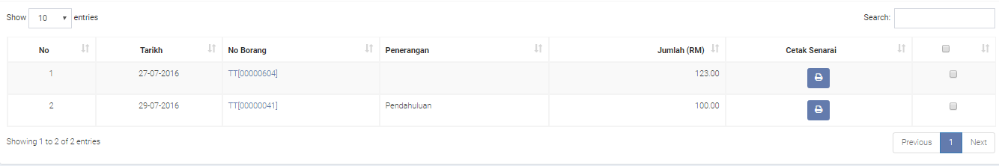 Show 10 entries Search:
No Tarikh No Borang Penerangan Jumlah (RM) Cetak Senarai
1 27-07-2016 TT[00000604] 123.00
2 29-07-2016 TT[00000041] Pendahuluan 100.00
Showing 1 to 2 of 2 entries Previous 1 Next